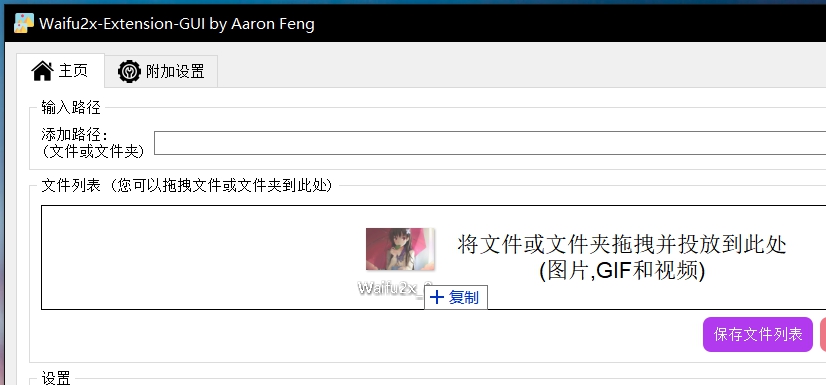 Waifu2x-Extension-GUI by Aaron Feng
主页
附加设置
输入路径
添加路径:
(文件或文件夹)
文件列表 (您可以拖拽文件或文件夹到此处)
将文件或文件夹拖拽并投放到此处
(图片,GIF和视频)
Waifu2x_
+ 复制
保存文件列表
设置